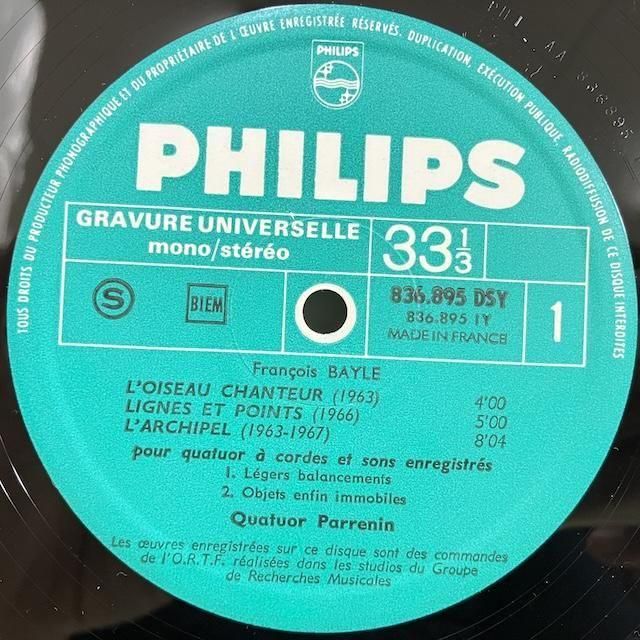 TOUS DROITS DU PRODUCTEUR PHONOGRAPHIQUE ET DU PROPRIÉTAIRE DE L'ŒUVRE ENREGISTRÉE RÉSERVÉS. DUPLICATION, EXÉCUTION PUBLIQUE, RADIODIFFUSION DE CE DISQUE INTERDITES
PHILIPS
PHILIPS
GRAVURE UNIVERSELLE
mono/stéréo
33 1/3
S
BIEM
836.895 DSY
836.895 1Y
MADE IN FRANCE
1
François BAYLE
L'OISEAU CHANTEUR (1963) 4'00
LIGNES ET POINTS (1966) 5'00
L'ARCHIPEL (1963-1967) 8'04
pour quatuor à cordes et sons enregistrés
1. Légers balancements
2. Objets enfin immobiles
Quatuor Parrenin
Les œuvres enregistrées sur ce disque sont des commandes
de l'O.R.T.F. réalisées dans les studios du Groupe
de Recherches Musicales